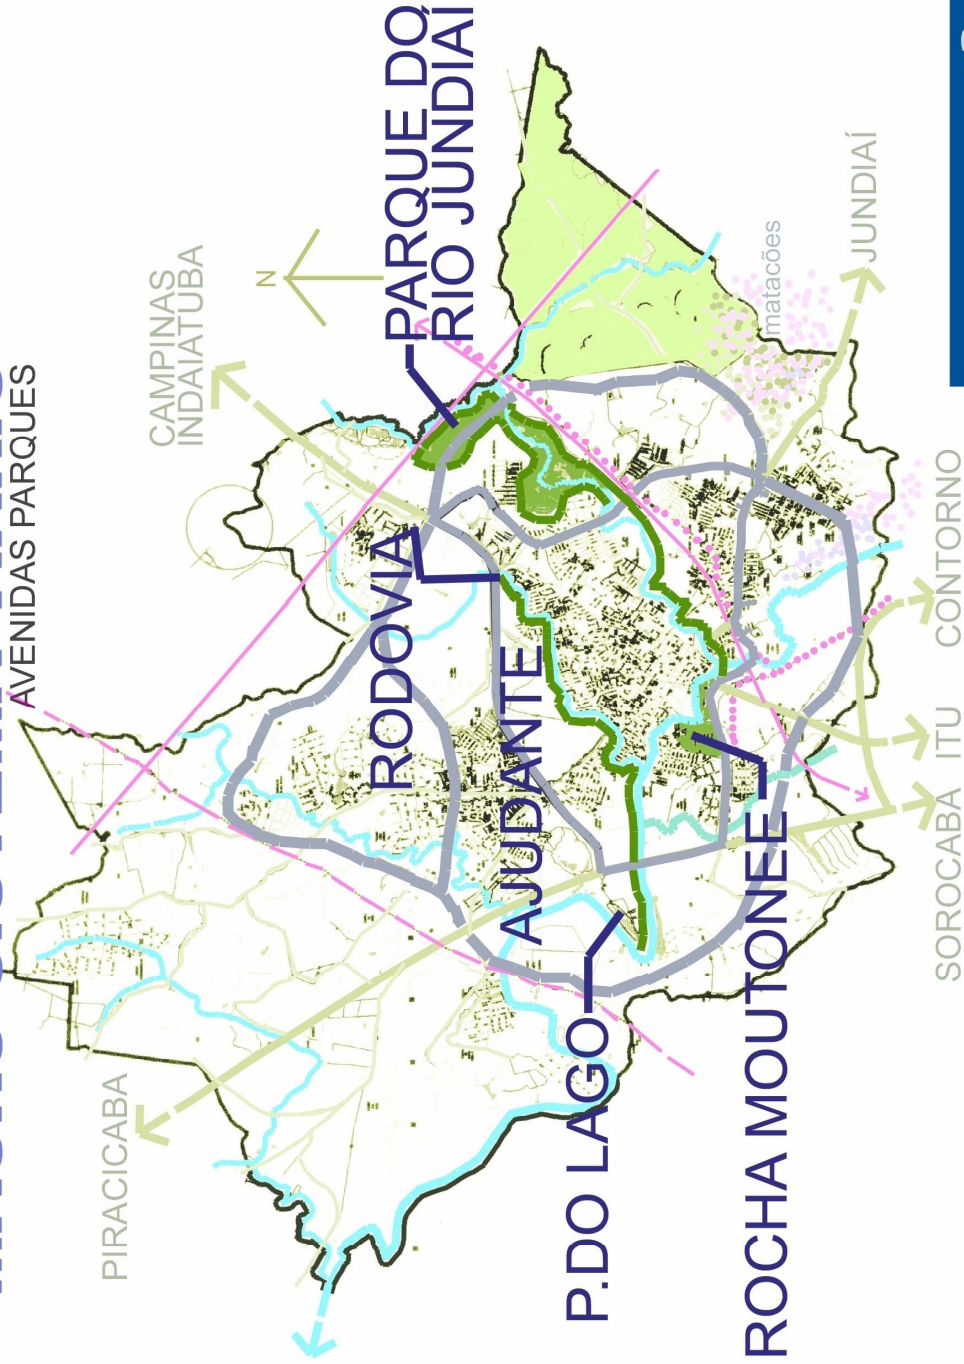 AVENIDAS PARQUES
CAMPINAS
INDAIATUBA
N
PARQUE DO
RIO JUNDIAÍ
PIRACICABA
RODOVIA
AJUDANTE
matacões
JUNDIAÍ
P.DO LAGO
ROCHA MOUTONEE
SOROCABA
ITU
CONTORNO